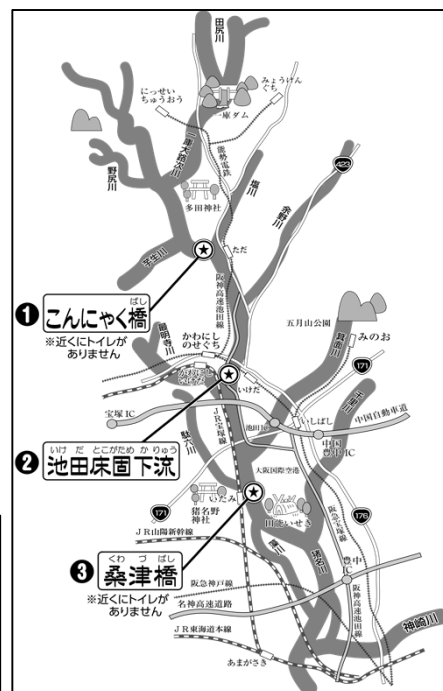 田尻川
にっせい
ちゅうおう
みょうけん
ぐち
一庫ダム
一庫大路次川
能勢電鉄
野尻川
塩川
余野川
423
多田神社
ただ
❶ こんにゃく橋
ばし
※近くにトイレが
ありません
阪神高速池田線
五月山公園
箕面川
みのお
最明寺川
かわにし
のせぐち
171
いけだ
宝塚IC
JR宝塚線
池田IC
いしばし
中国自動車道
中国
豊中IC
いけだとこがためかりゅう
❷ 池田床固下流
駄六川
大阪国際空港
いたみ
猪名野
神社
171
阪急宝塚線
176
くわづばし
❸ 桑津橋
※近くにトイレが
ありません
JR山陽新幹線
猪名川
豊中
IC
阪急神戸線
名神高速道路
阪神高速池田線
神崎川
JR東海道本線
あまがさき